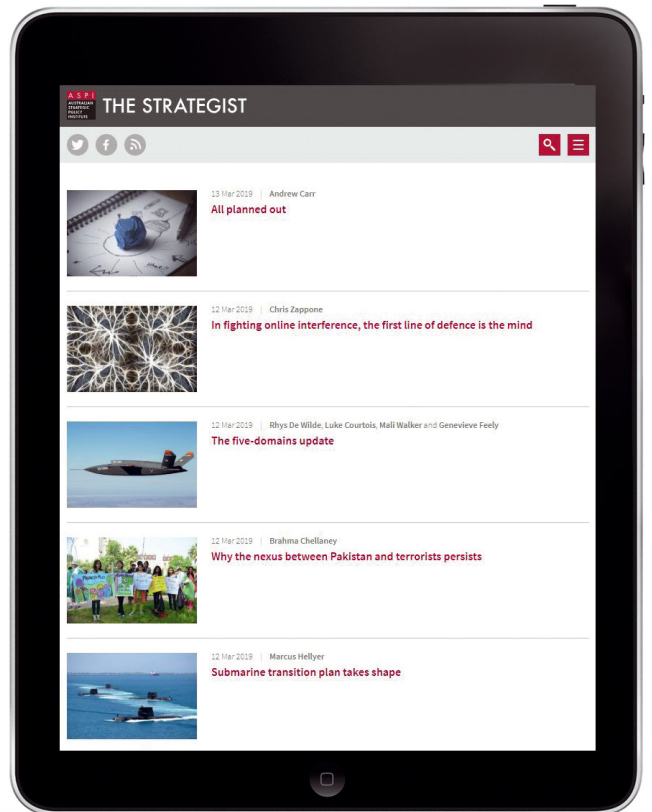 ASPI
AUSTRALIAN
STRATEGIC
POLICY
INSTITUTE
THE STRATEGIST
13 Mar 2019 | Andrew Carr
All planned out
12 Mar 2019 | Chris Zappone
In fighting online interference, the first line of defence is the mind
12 Mar 2019 | Rhys De Wilde, Luke Courtois, Mali Walker and Genevieve Feely
The five-domains update
12 Mar 2019 | Brahma Chellaney
Why the nexus between Pakistan and terrorists persists
12 Mar 2019 | Marcus Hellyer
Submarine transition plan takes shape